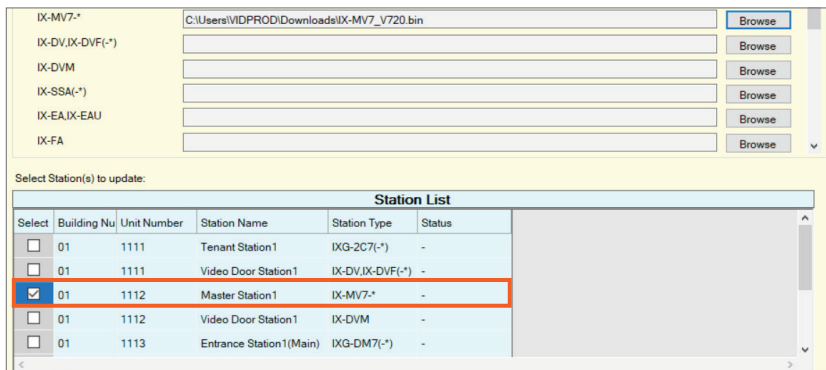 IX-MV7-* C:\Users\VIDPROD\Downloads\IX-MV7_V720.bin Browse
IX-DV,IX-DVF(-*) Browse
IX-DVM Browse
IX-SSA(-*) Browse
IX-EA,IX-EAU Browse
IX-FA Browse
Select Station(s) to update:
Station List
Select Building Nu Unit Number Station Name Station Type Status
01 1111 Tenant Station1 IXG-2C7(-*) -
01 1111 Video Door Station1 IX-DV,IX-DVF(-*) -
01 1112 Master Station1 IX-MV7-* -
01 1112 Video Door Station1 IX-DVM -
01 1113 Entrance Station1(Main) IXG-DM7(-*) -